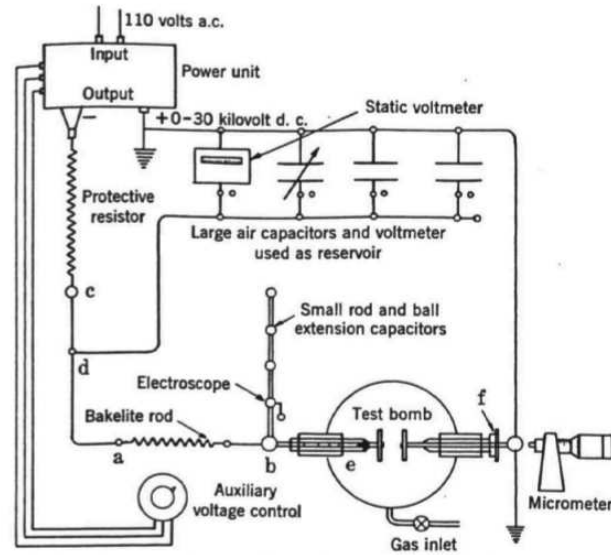 110 volts a.c.
Input
Power unit
Output
−
+0-30 kilovolt d. c.
Static voltmeter
Protective
resistor
Large air capacitors and voltmeter
used as reservoir
c
d
Small rod and ball
extension capacitors
Electroscope
Bakelite rod
Test bomb
f
a
b
e
Auxiliary
voltage control
Micrometer
Gas inlet